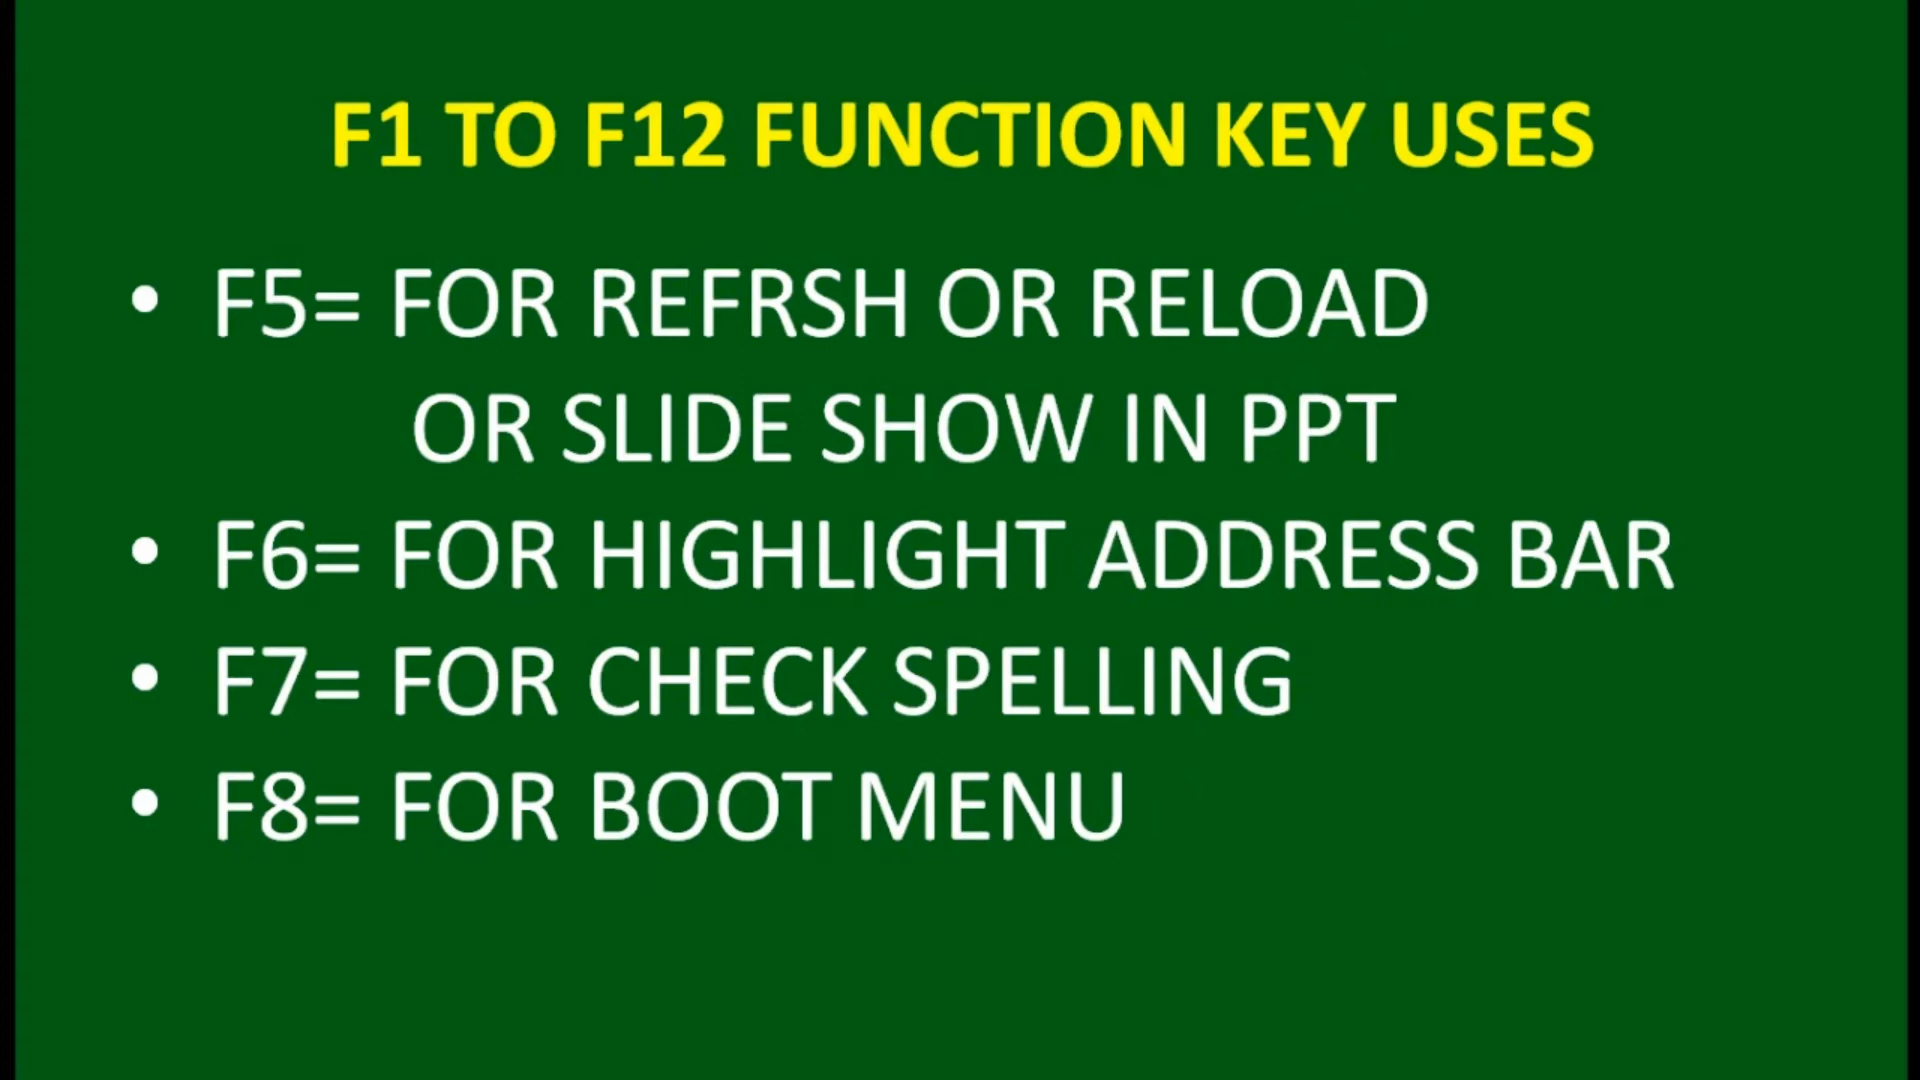 F1 TO F12 FUNCTION KEY USES
• F5= FOR REFRSH OR RELOAD
OR SLIDE SHOW IN PPT
• F6= FOR HIGHLIGHT ADDRESS BAR
• F7= FOR CHECK SPELLING
• F8= FOR BOOT MENU